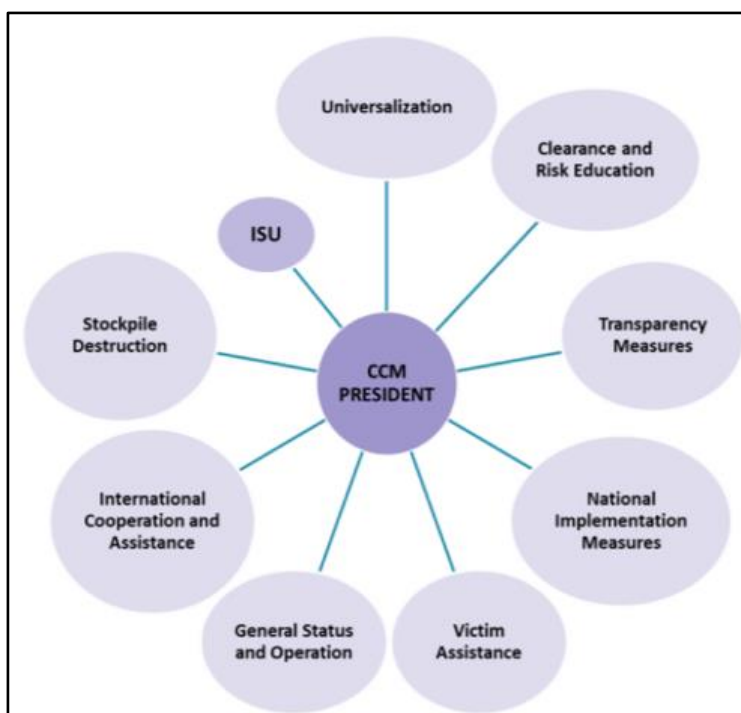 Universalization
Clearance and
Risk Education
ISU
Stockpile
Destruction
Transparency
Measures
CCM
PRESIDENT
International
Cooperation and
Assistance
National
Implementation
Measures
General Status
and Operation
Victim
Assistance